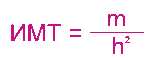 ИМТ = m / h²